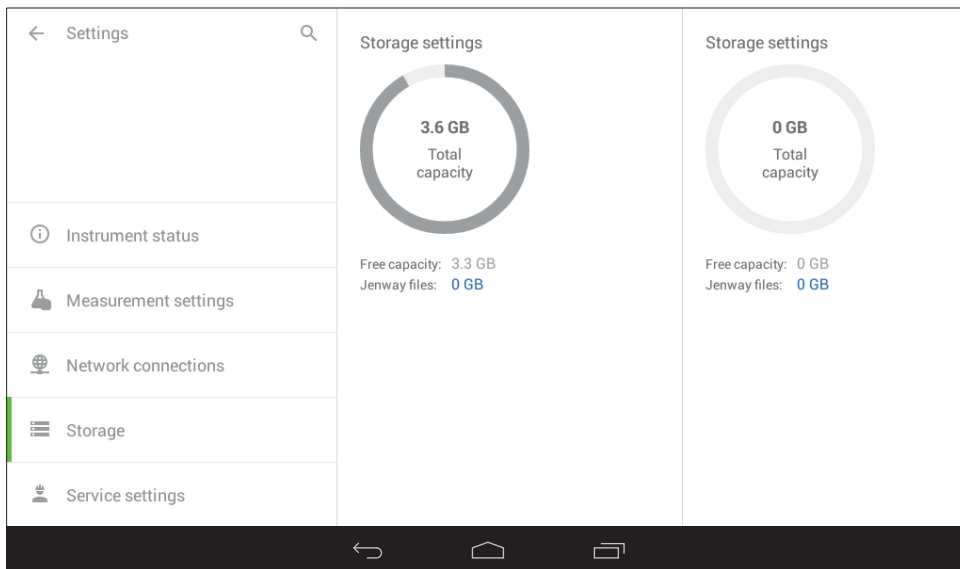 Settings
Instrument status
Measurement settings
Network connections
Storage
Service settings
Storage settings
3.6 GB
Total
capacity
Free capacity: 3.3 GB
Jenway files: 0 GB
Storage settings
0 GB
Total
capacity
Free capacity: 0 GB
Jenway files: 0 GB